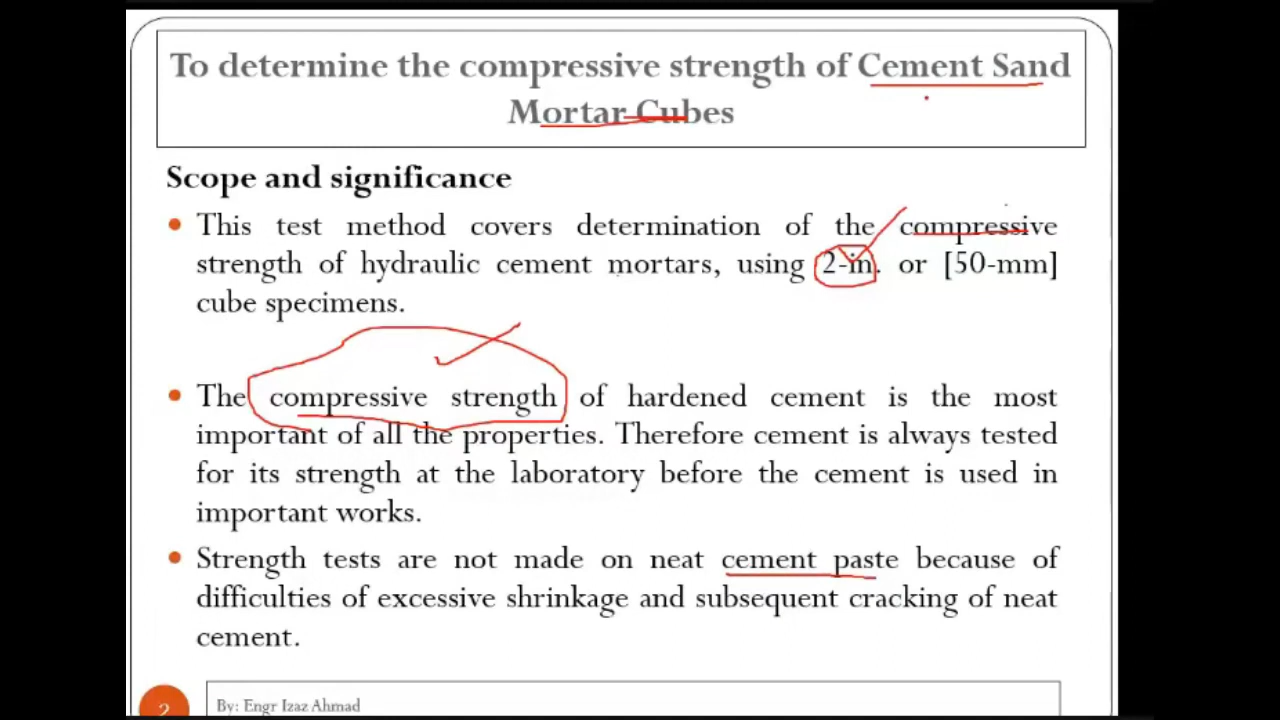 To determine the compressive strength of Cement Sand
Mortar Cubes
Scope and significance
• This test method covers determination of the compressive
strength of hydraulic cement mortars, using 2-in. or [50-mm]
cube specimens.
• The compressive strength of hardened cement is the most
important of all the properties. Therefore cement is always tested
for its strength at the laboratory before the cement is used in
important works.
• Strength tests are not made on neat cement paste because of
difficulties of excessive shrinkage and subsequent cracking of neat
cement.
2
By: Engr Izaz Ahmad